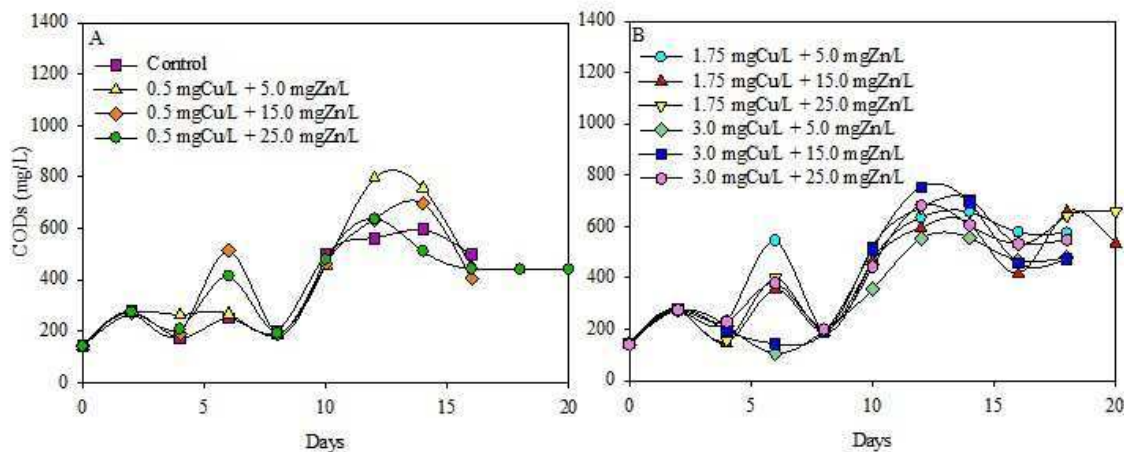 A
Control
0.5 mgCu/L + 5.0 mgZn/L
0.5 mgCu/L + 15.0 mgZn/L
0.5 mgCu/L + 25.0 mgZn/L
1400
1200
1000
800
600
400
200
0
CODs (mg/L)
0 5 10 15 20
Days
B
1.75 mgCu/L + 5.0 mgZn/L
1.75 mgCu/L + 15.0 mgZn/L
1.75 mgCu/L + 25.0 mgZn/L
3.0 mgCu/L + 5.0 mgZn/L
3.0 mgCu/L + 15.0 mgZn/L
3.0 mgCu/L + 25.0 mgZn/L
1400
1200
1000
800
600
400
200
0
0 5 10 15 20
Days